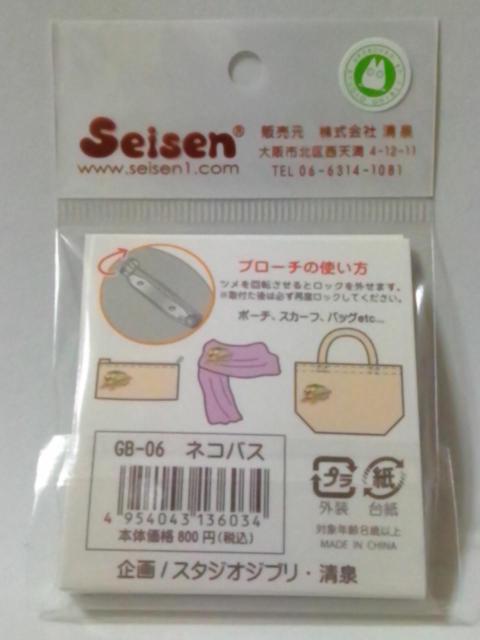 Seisen®
www.seisen1.com
販売元 株式会社 清泉
大阪市北区西天満 4-12-11
TEL 06-6314-1081
ブローチの使い方
ツメを回転させるとロックを外せます。
※取付た後は必ず再度ロックしてください。
ポーチ、スカーフ、バッグetc...
GB-06 ネコバス
4 954043 136034
本体価格 800円(税込)
プラ
外装
紙
台紙
対象年齢8歳以上
MADE IN CHINA
企画/スタジオジブリ・清泉